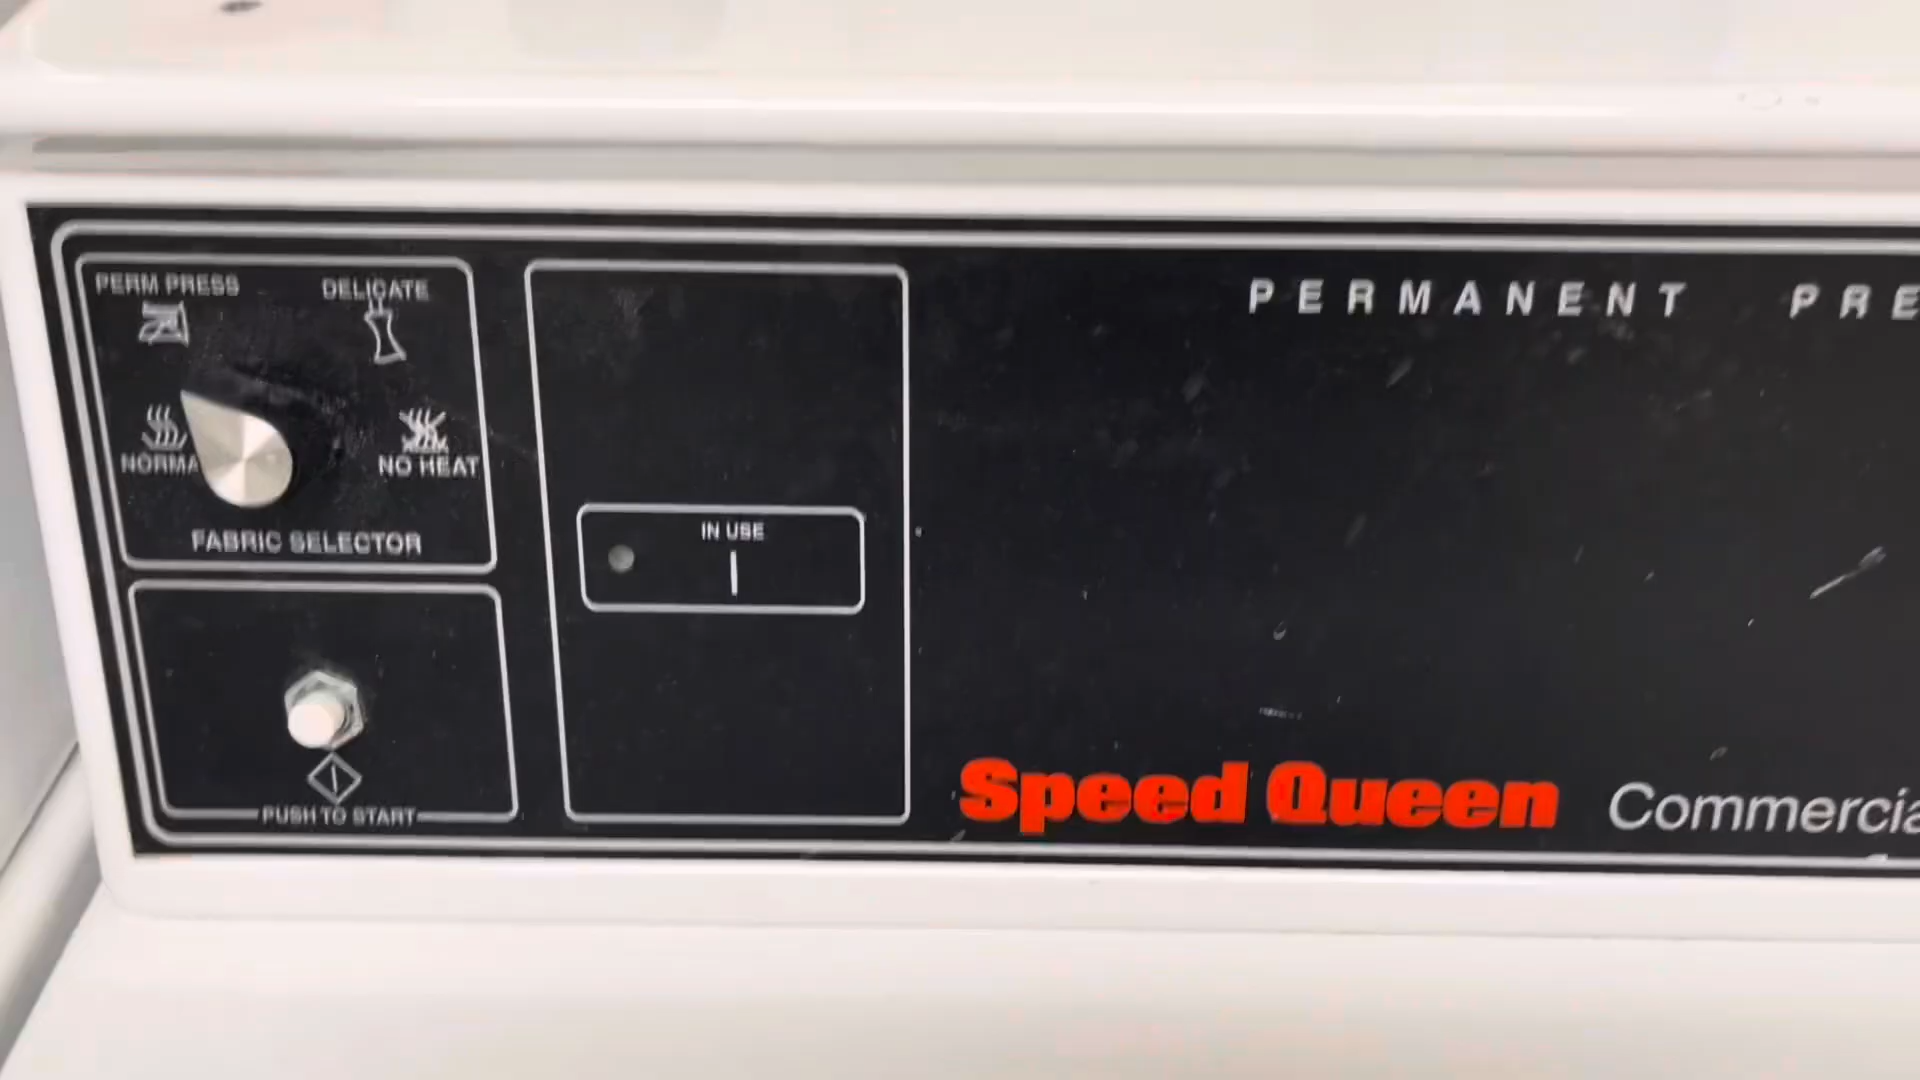 PERM PRESS
DELICATE
NORMA
NO HEAT
FABRIC SELECTOR
PUSH TO START
IN USE
PERMANENT PRE
Speed Queen Commercia